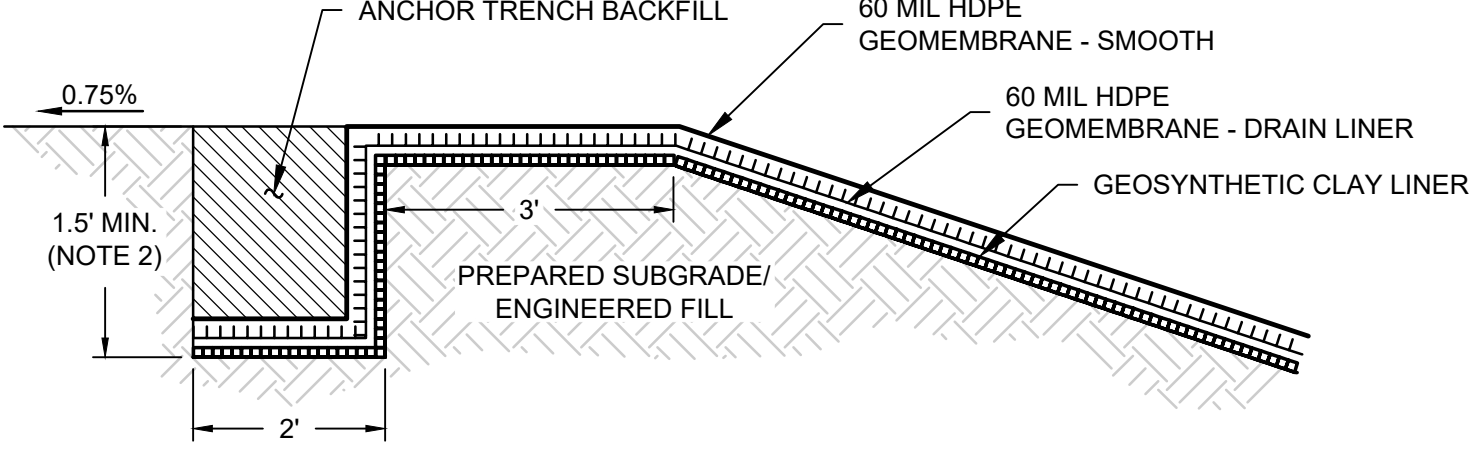 ANCHOR TRENCH BACKFILL
60 MIL HDPE
GEOMEMBRANE - SMOOTH
0.75%
60 MIL HDPE
GEOMEMBRANE - DRAIN LINER
GEOSYNTHETIC CLAY LINER
3'
1.5' MIN.
(NOTE 2)
PREPARED SUBGRADE/
ENGINEERED FILL
2'